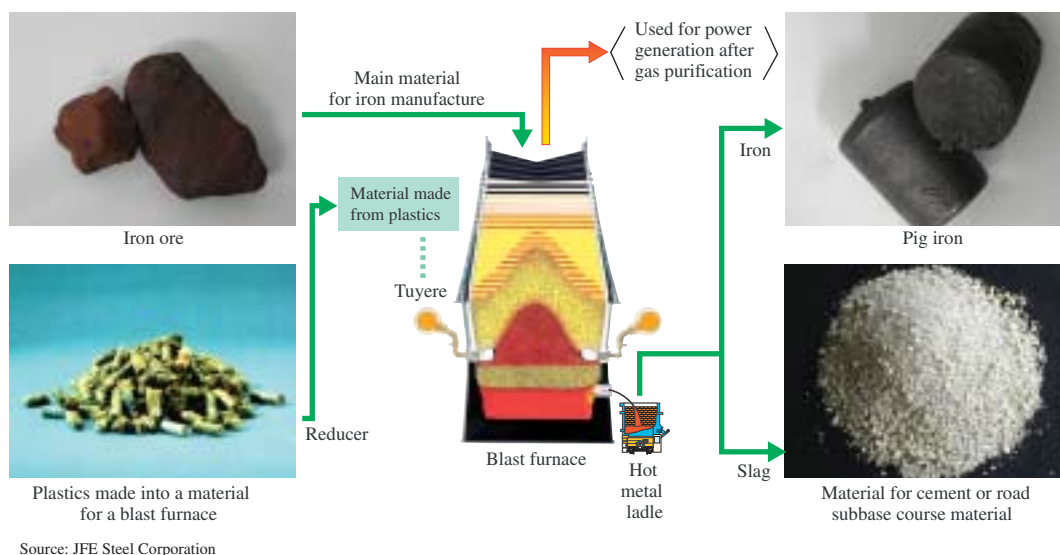 Used for power
generation after
gas purification
Main material
for iron manufacture
Iron
Material made
from plastics
Iron ore
Pig iron
Tuyere
Reducer
Blast furnace
Hot
metal
ladle
Slag
Plastics made into a material
for a blast furnace
Material for cement or road
subbase course material
Source: JFE Steel Corporation